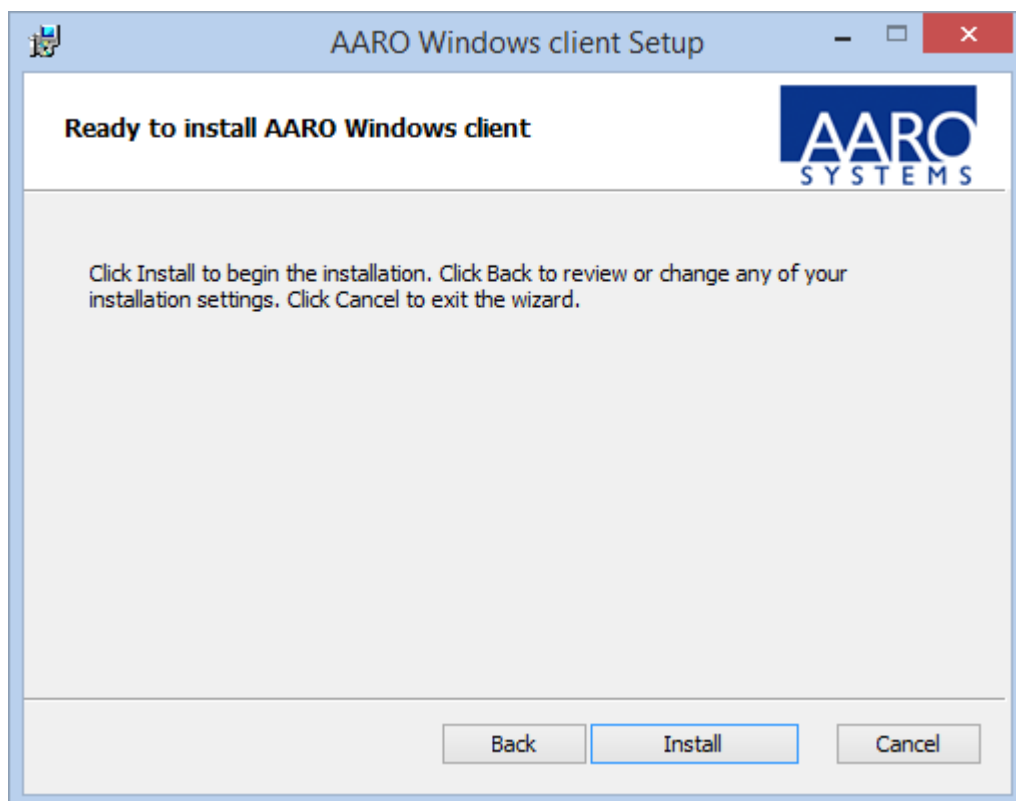 AARO Windows client Setup
Ready to install AARO Windows client
AARO
SYSTEMS
Click Install to begin the installation. Click Back to review or change any of your
installation settings. Click Cancel to exit the wizard.
Back Install Cancel